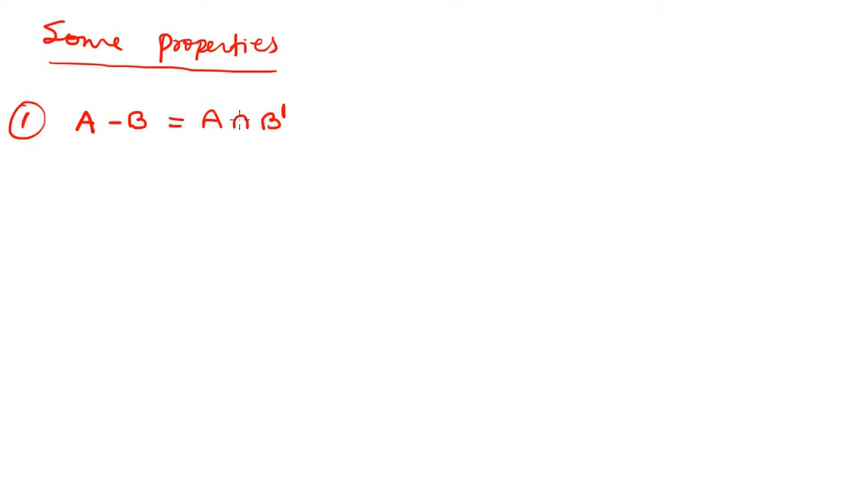 Some properties
① A - B = A ∩ B'